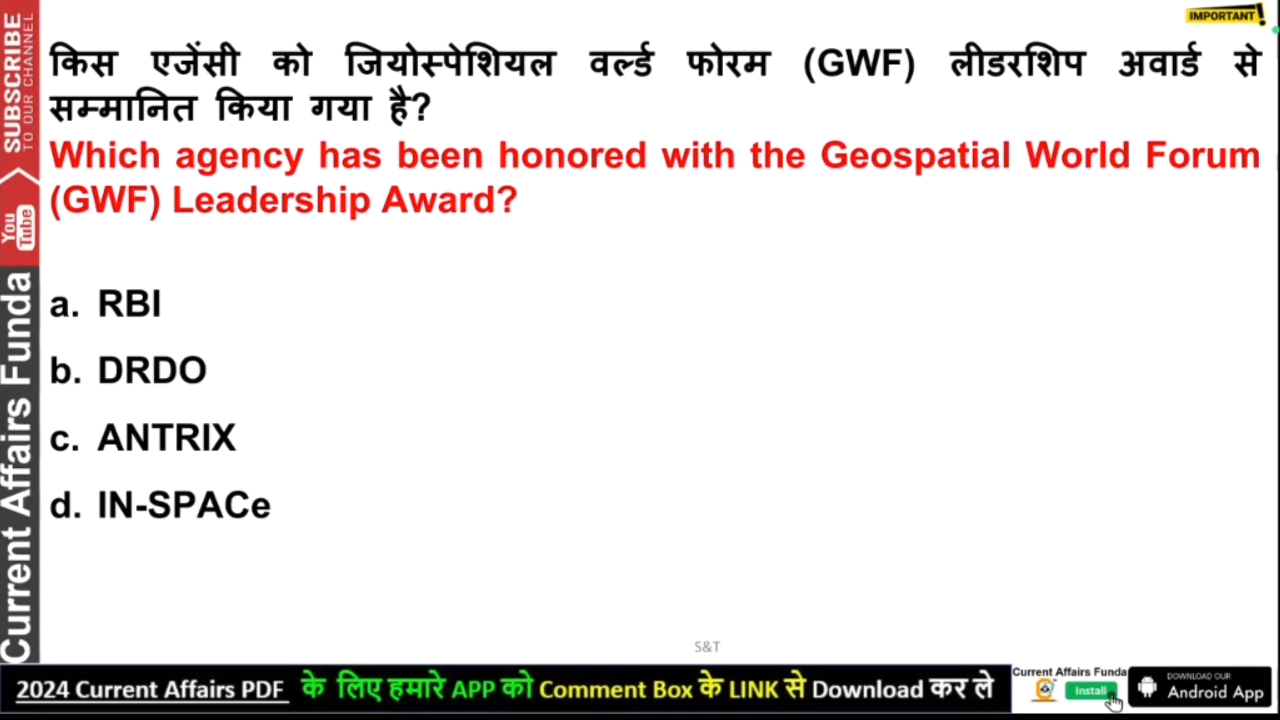 IMPORTANT!
किस एजेंसी को जियोस्पेशियल वर्ल्ड फोरम (GWF) लीडरशिप अवार्ड से
सम्मानित किया गया है?
Which agency has been honored with the Geospatial World Forum
(GWF) Leadership Award?
a. RBI
b. DRDO
c. ANTRIX
d. IN-SPACe
S&T
SUBSCRIBE
TO OUR CHANNEL
You
Tube
Current Affairs Funda
2024 Current Affairs PDF के लिए हमारे APP को Comment Box के LINK से Download कर ले
Current Affairs Funda
Install
DOWNLOAD OUR
Android App